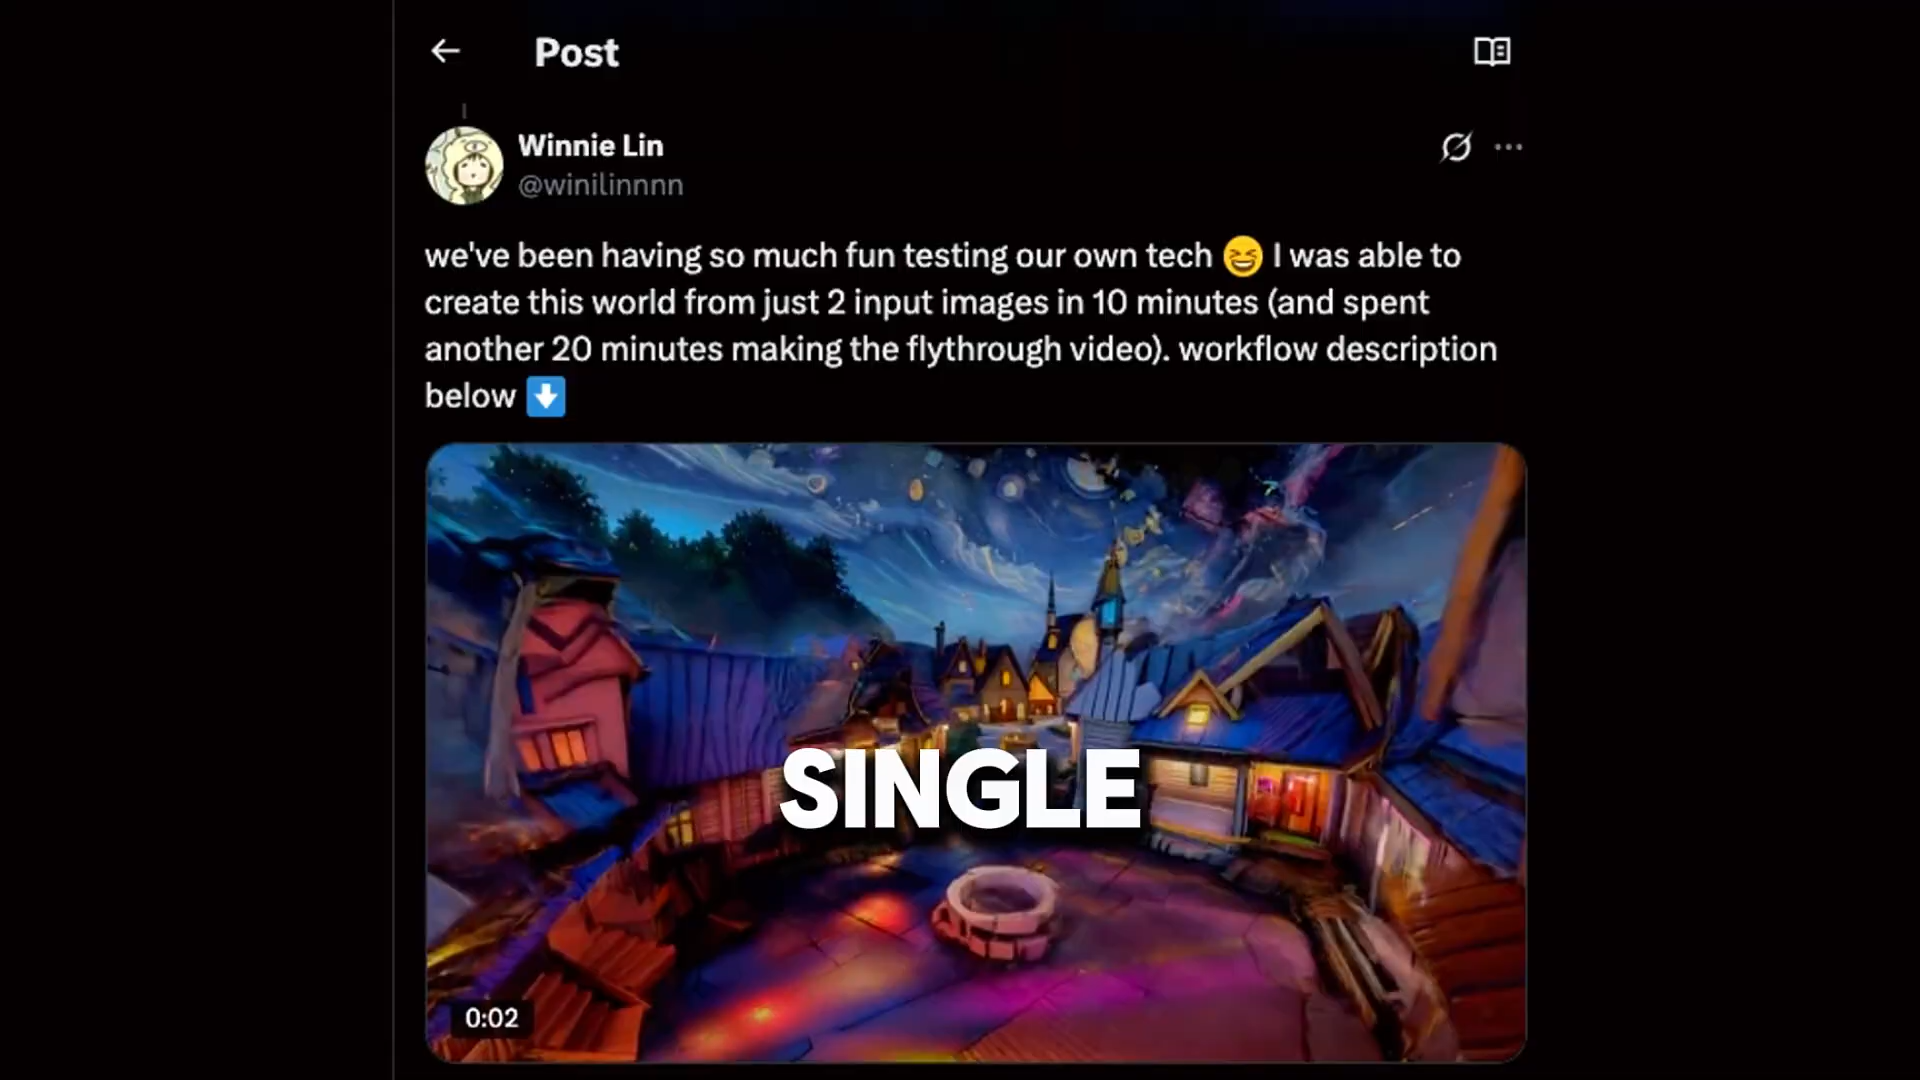 Post
Winnie Lin
@winilinnnn
we've been having so much fun testing our own tech 😆 I was able to
create this world from just 2 input images in 10 minutes (and spent
another 20 minutes making the flythrough video). workflow description
below ⬇️
SINGLE
0:02